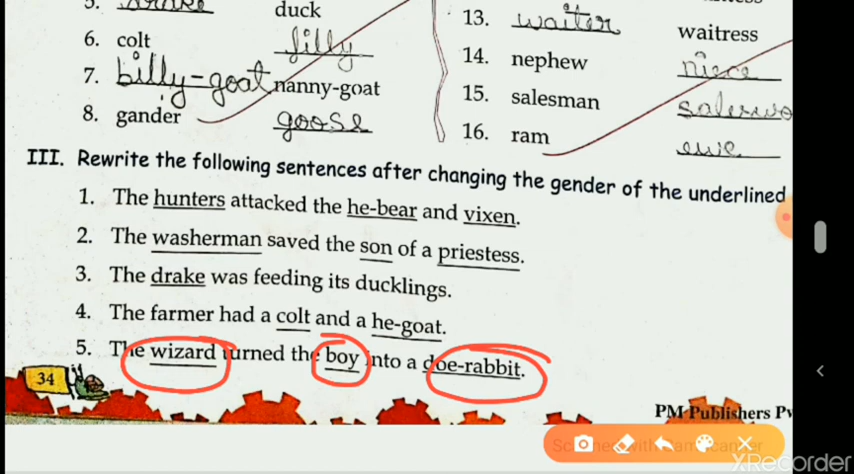 duck
13. waiter waitress
6. colt filly
14. nephew niece
7. billy-goat nanny-goat
15. salesman
8. gander goose
16. ram ewe
III. Rewrite the following sentences after changing the gender of the underlined
1. The hunters attacked the he-bear and vixen.
2. The washerman saved the son of a priestess.
3. The drake was feeding its ducklings.
4. The farmer had a colt and a he-goat.
5. The wizard turned the boy into a doe-rabbit.
34
PM Publishers Pv
XRecorder